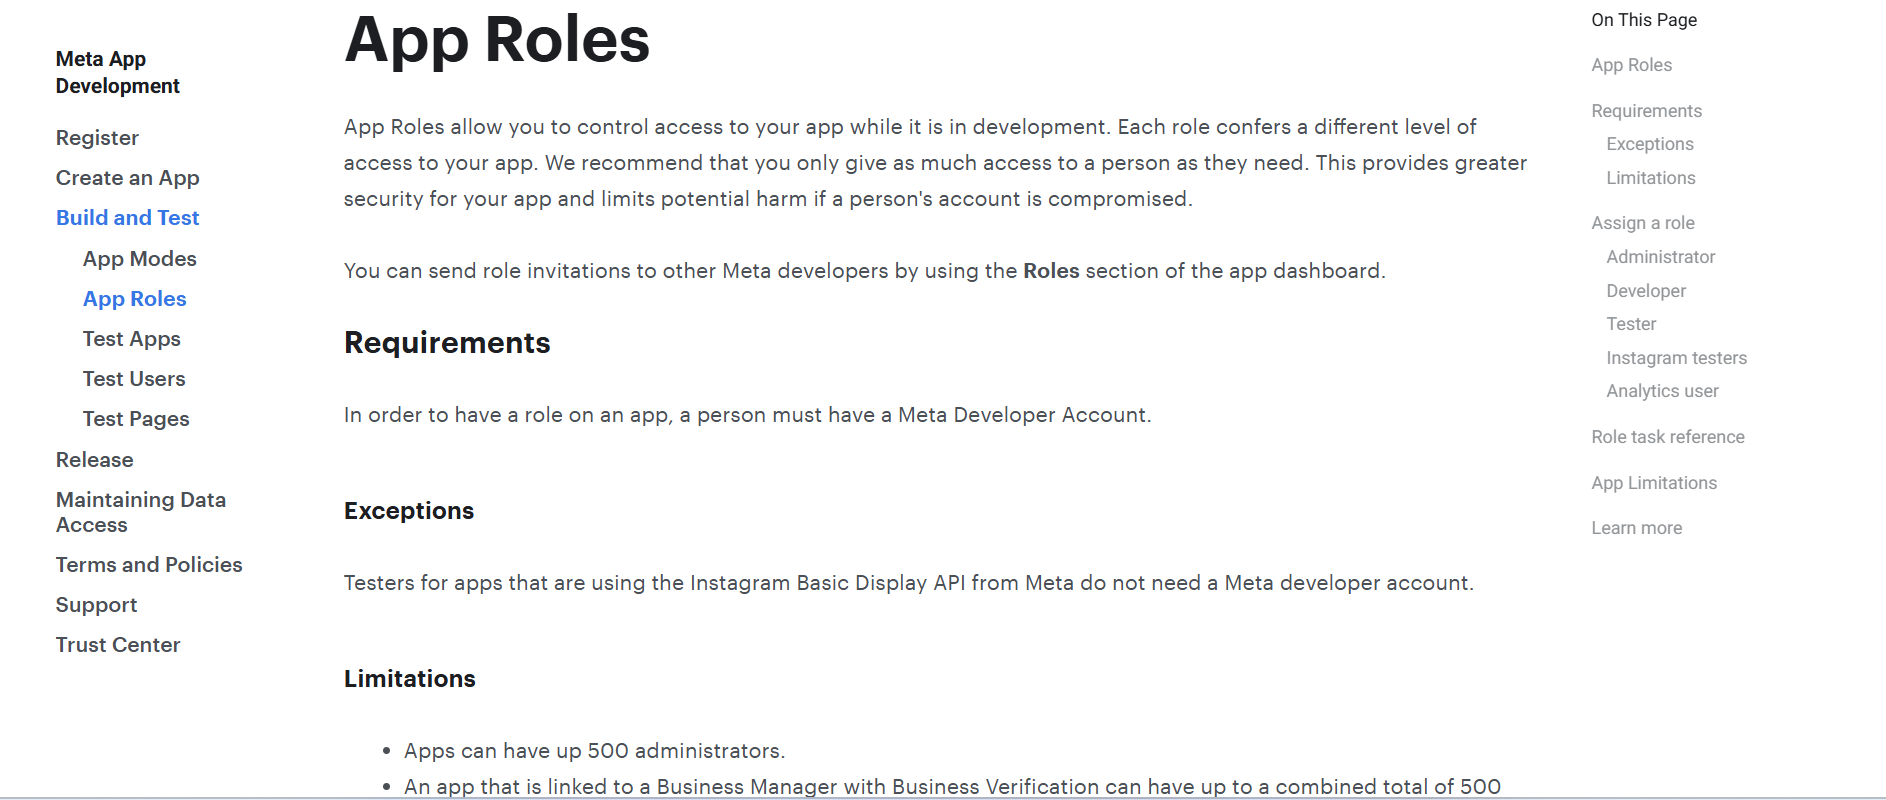 Meta App
Development
Register
Create an App
Build and Test
App Modes
App Roles
Test Apps
Test Users
Test Pages
Release
Maintaining Data
Access
Terms and Policies
Support
Trust Center
App Roles
App Roles allow you to control access to your app while it is in development. Each role confers a different level of
access to your app. We recommend that you only give as much access to a person as they need. This provides greater
security for your app and limits potential harm if a person's account is compromised.
You can send role invitations to other Meta developers by using the Roles section of the app dashboard.
Requirements
In order to have a role on an app, a person must have a Meta Developer Account.
Exceptions
Testers for apps that are using the Instagram Basic Display API from Meta do not need a Meta developer account.
Limitations
• Apps can have up 500 administrators.
• An app that is linked to a Business Manager with Business Verification can have up to a combined total of 500
On This Page
App Roles
Requirements
Exceptions
Limitations
Assign a role
Administrator
Developer
Tester
Instagram testers
Analytics user
Role task reference
App Limitations
Learn more